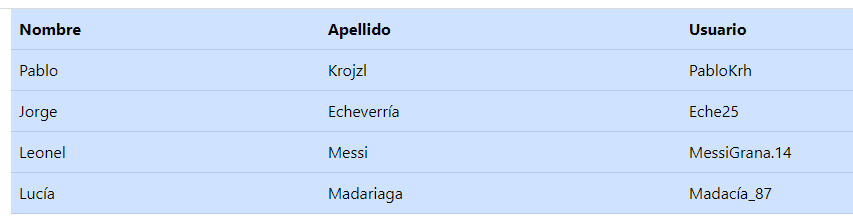 Nombre Apellido Usuario
Pablo Krojzl PabloKrh
Jorge Echeverría Eche25
Leonel Messi MessiGrana.14
Lucía Madariaga Madacía_87